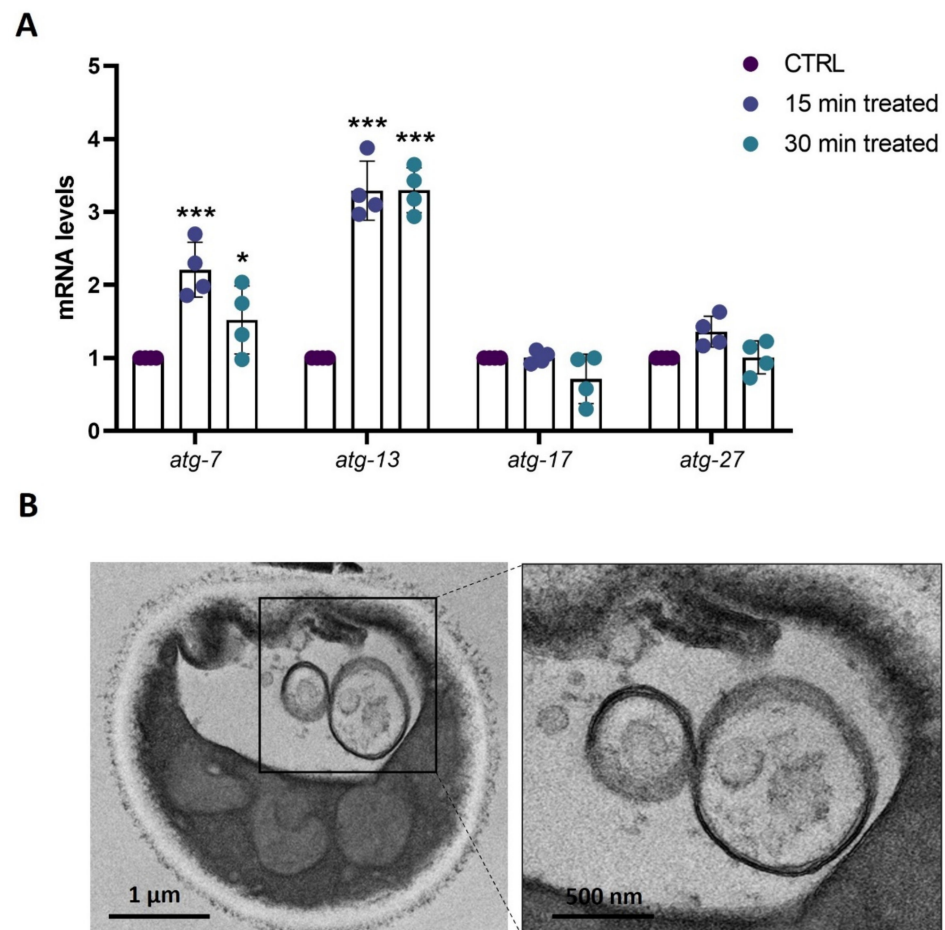 A
5
4
3
2
1
0
mRNA levels
***
*
***
***
atg-7
atg-13
atg-17
atg-27
CTRL
15 min treated
30 min treated
B
1 µm
500 nm